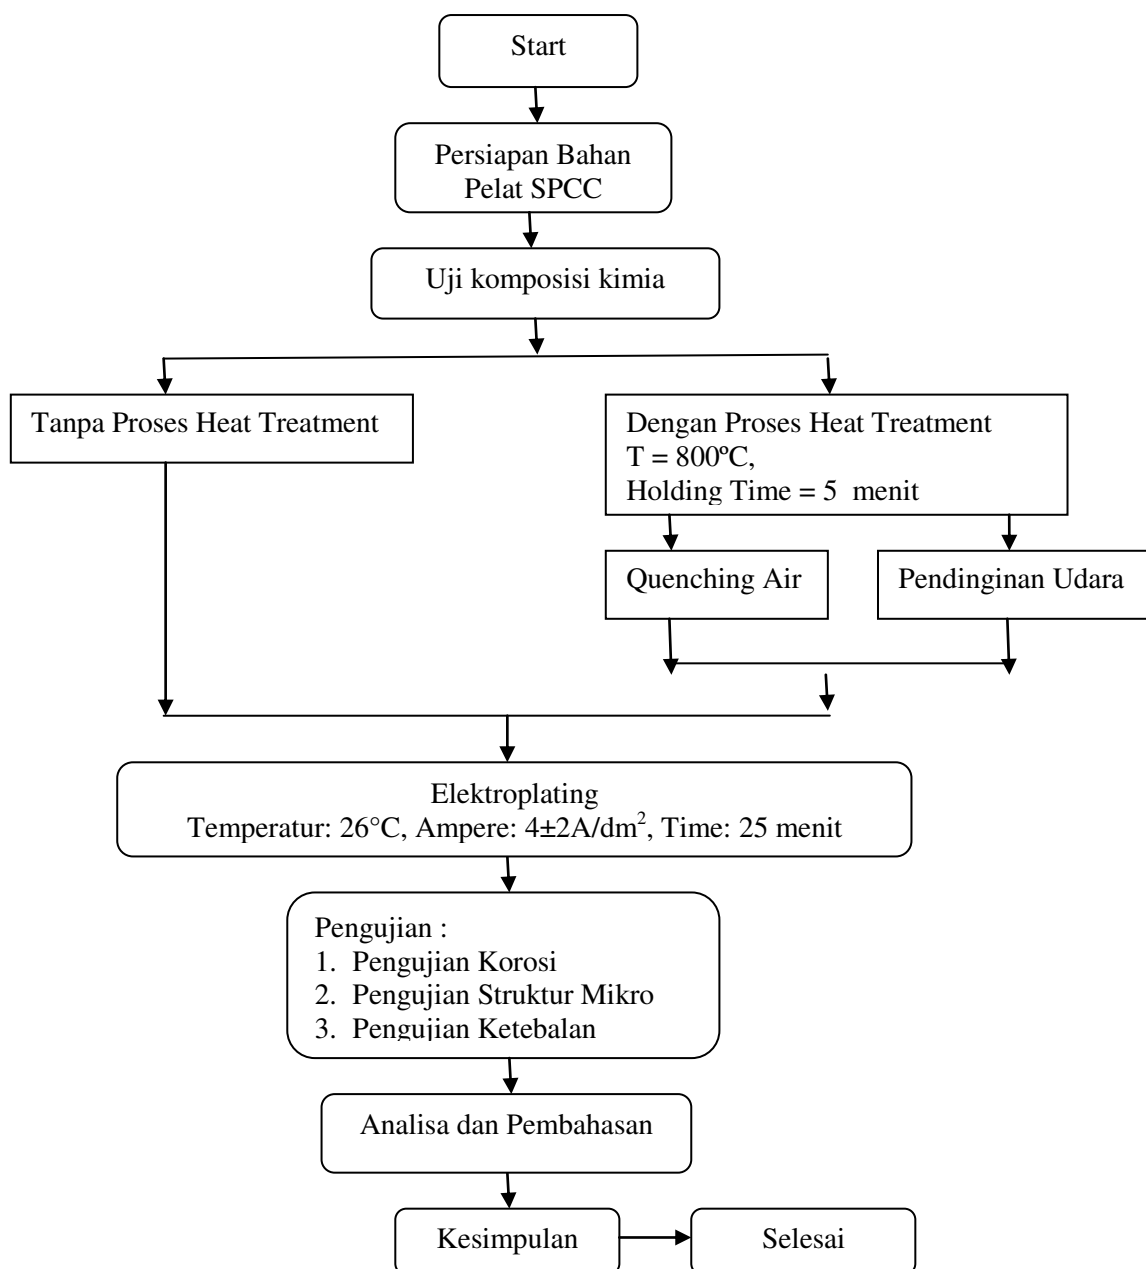 Start
Persiapan Bahan
Pelat SPCC
Uji komposisi kimia
Tanpa Proses Heat Treatment
Dengan Proses Heat Treatment
T = 800ºC,
Holding Time = 5  menit
Quenching Air
Pendinginan Udara
Elektroplating
Temperatur: 26°C, Ampere: 4±2A/dm², Time: 25 menit
Pengujian :
1. Pengujian Korosi
2. Pengujian Struktur Mikro
3. Pengujian Ketebalan
Analisa dan Pembahasan
Kesimpulan
Selesai